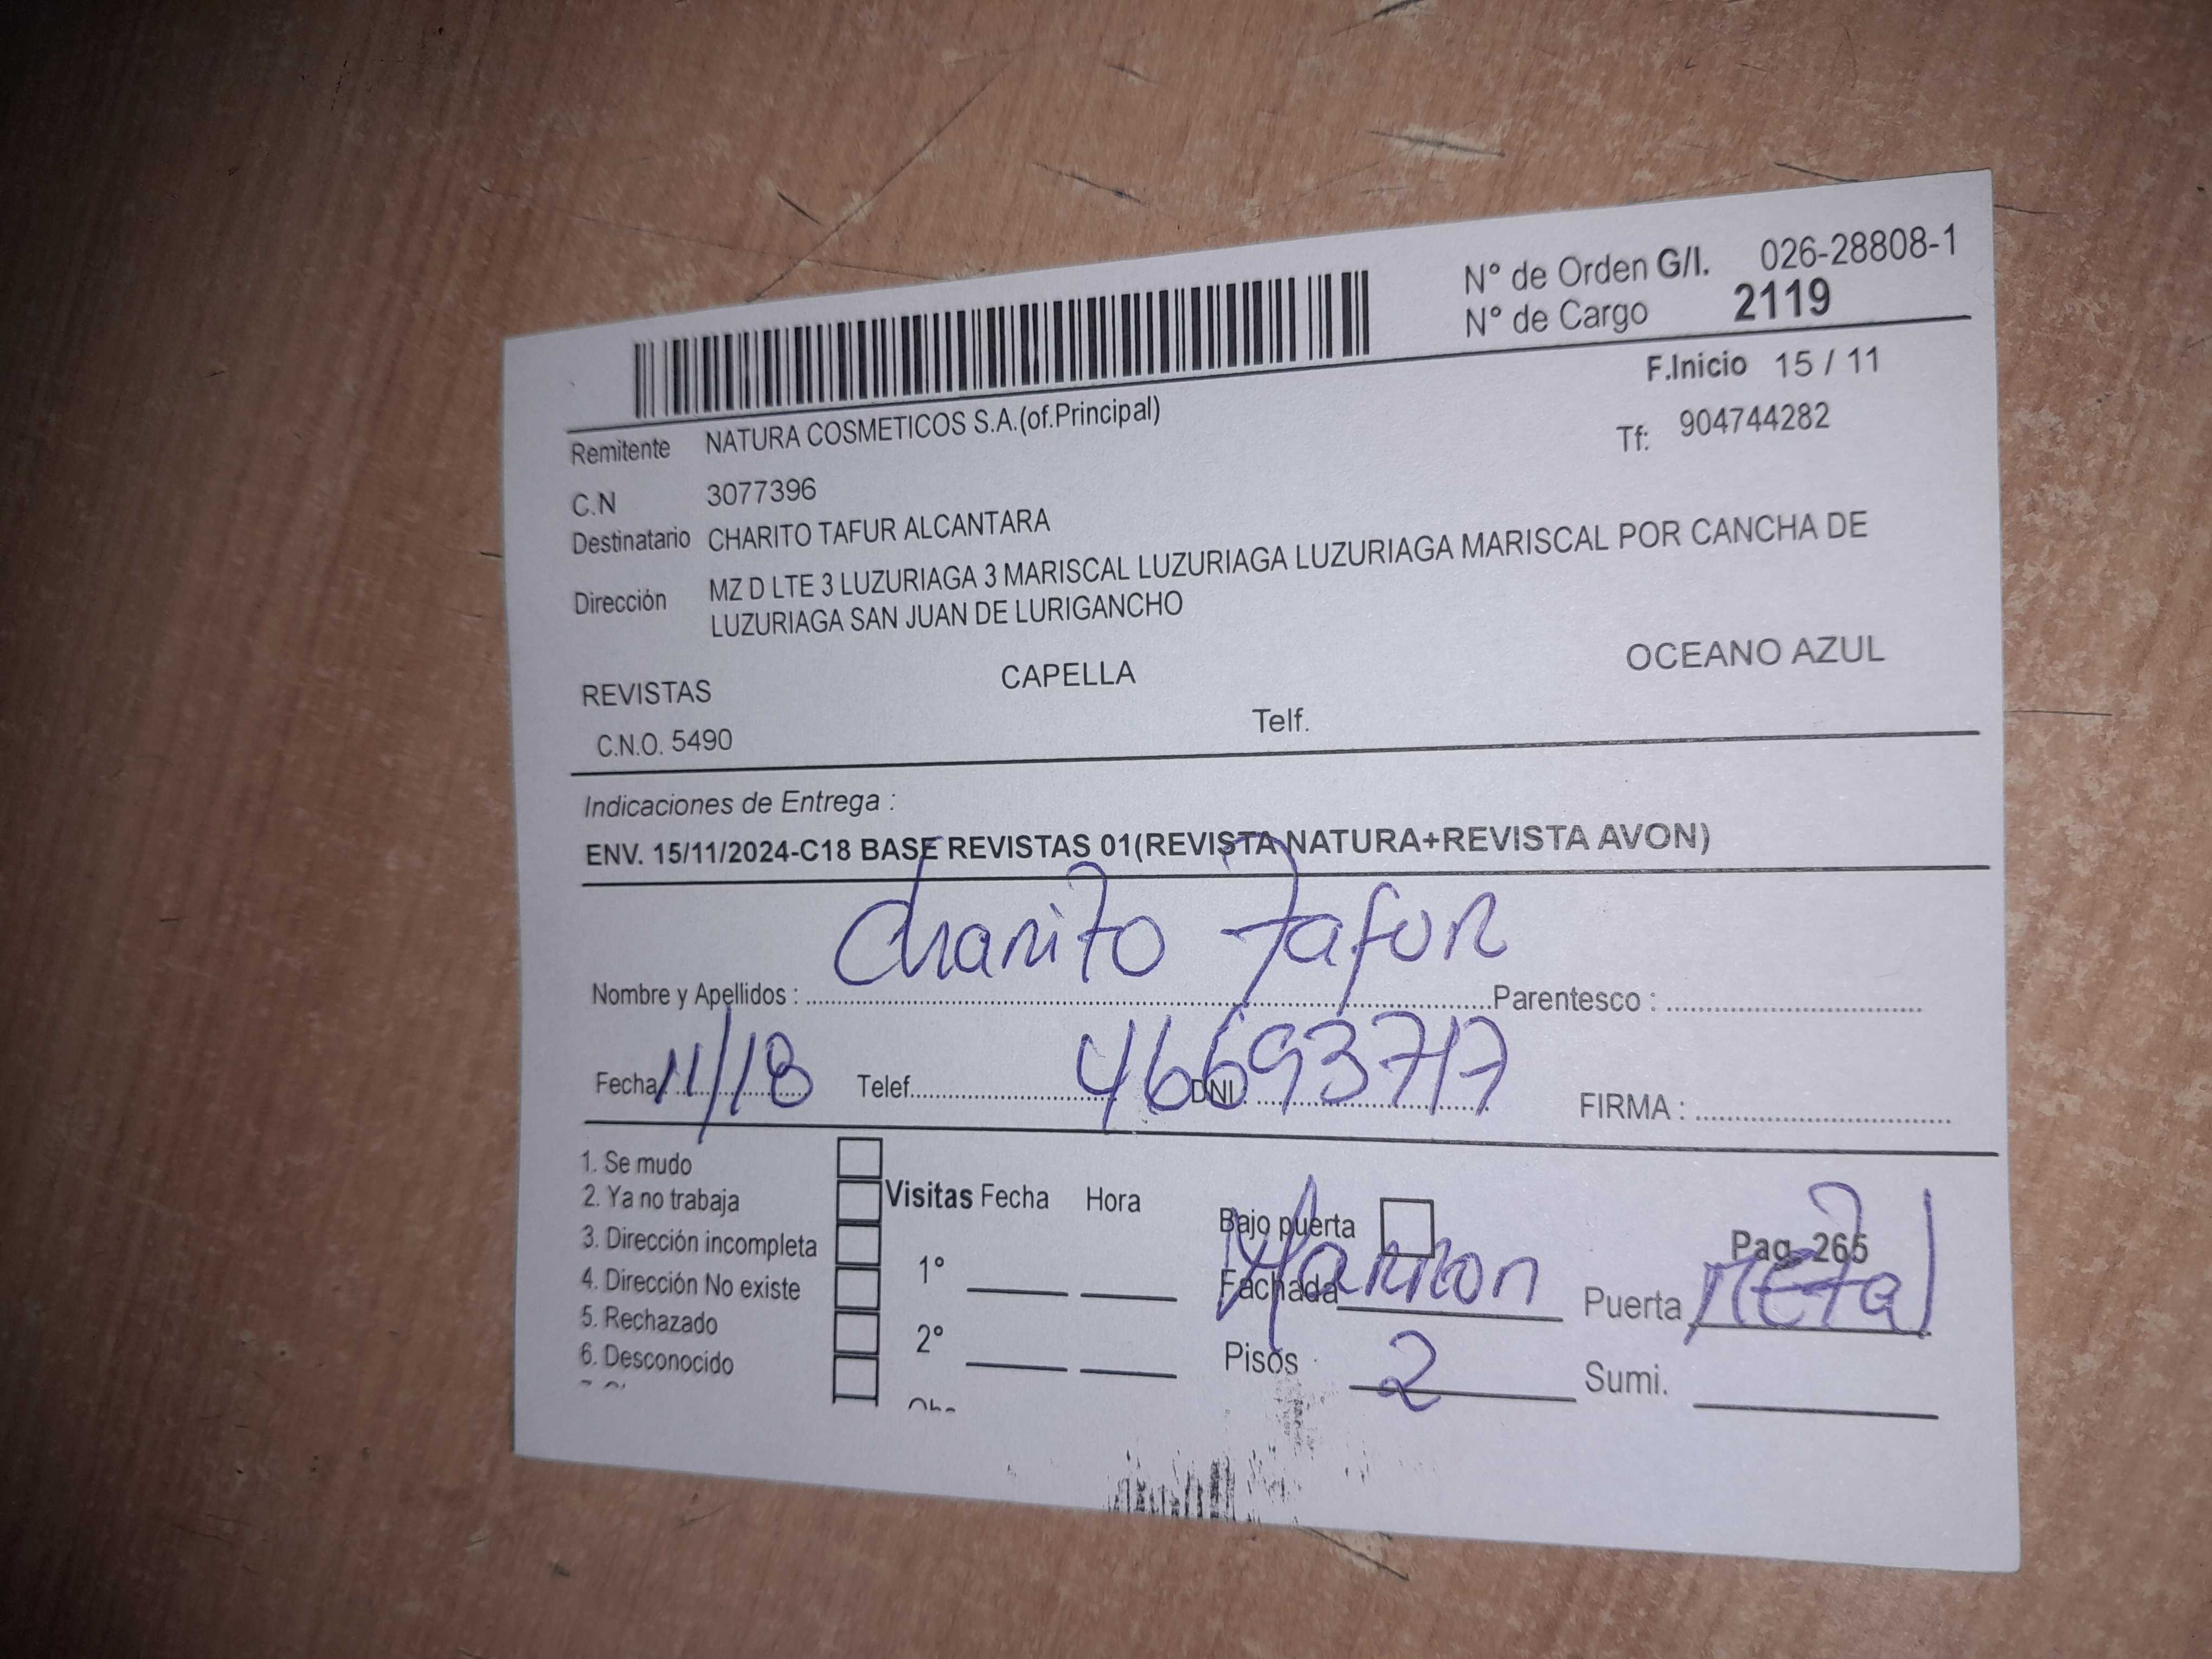 N° de Orden G/I. 026-28808-1
N° de Cargo 2119
F.Inicio 15 / 11
Remitente NATURA COSMETICOS S.A.(of.Principal)
Tf: 904744282
C.N 3077396
Destinatario CHARITO TAFUR ALCANTARA
Dirección MZ D LTE 3 LUZURIAGA 3 MARISCAL LUZURIAGA LUZURIAGA MARISCAL POR CANCHA DE
LUZURIAGA SAN JUAN DE LURIGANCHO
REVISTAS CAPELLA OCEANO AZUL
C.N.O. 5490 Telf.
Indicaciones de Entrega :
ENV. 15/11/2024-C18 BASE REVISTAS 01(REVISTA NATURA+REVISTA AVON)
Nombre y Apellidos : Charito Tafur Parentesco :
Fecha 11/18 Telef. DNI: 46693717 FIRMA :
1. Se mudo
2. Ya no trabaja
3. Dirección incompleta
4. Dirección No existe
5. Rechazado
6. Desconocido
Visitas Fecha Hora
1°
2°
Bajo puerta
Pag. 265
Fachada Marron Puerta Metal
Pisos 2 Sumi.